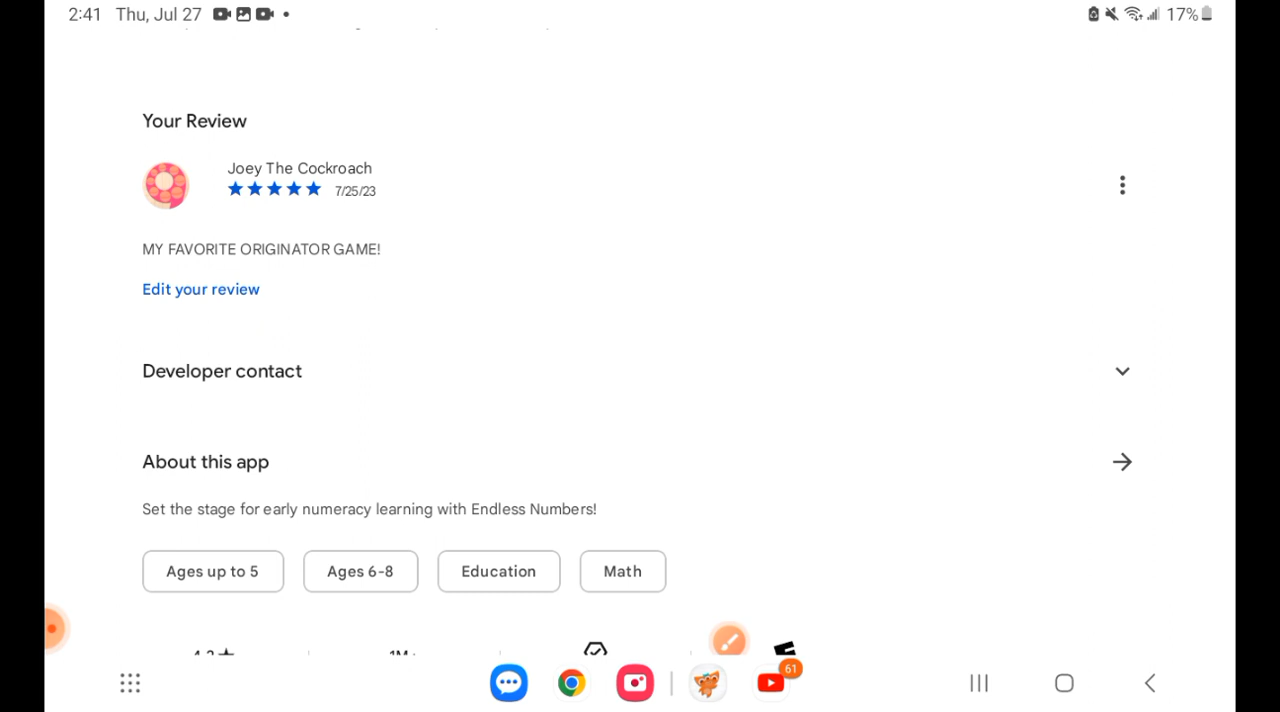 2:41 Thu, Jul 27 17%
Your Review
Joey The Cockroach
7/25/23
MY FAVORITE ORIGINATOR GAME!
Edit your review
Developer contact
About this app
Set the stage for early numeracy learning with Endless Numbers!
Ages up to 5 Ages 6-8 Education Math
61